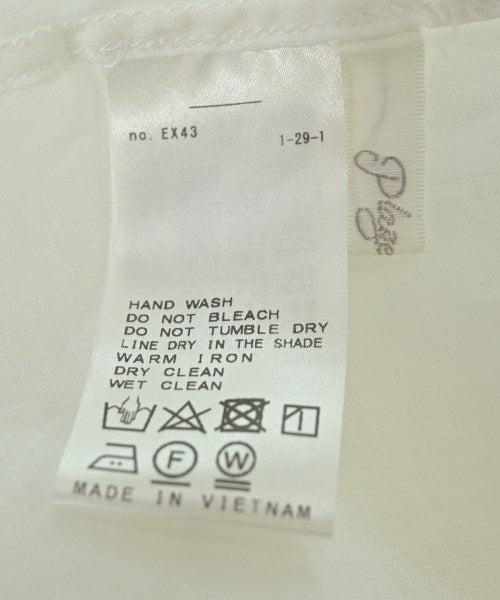 no. EX43
1-29-1
Please
HAND WASH
DO NOT BLEACH
DO NOT TUMBLE DRY
LINE DRY IN THE SHADE
WARM IRON
DRY CLEAN
WET CLEAN
F
W
MADE IN VIETNAM